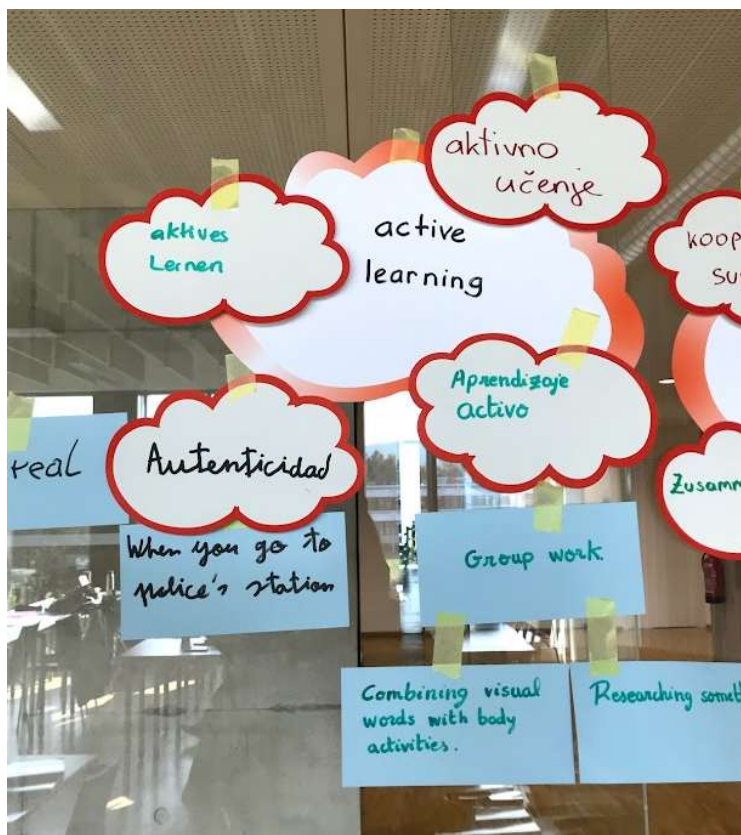 aktivno
učenje
aktives
Lernen
active
learning
Aprendizaje
activo
Autenticidad
real
When you go to
police's station
Group work.
Combining visual
words with body
activities.
Researching